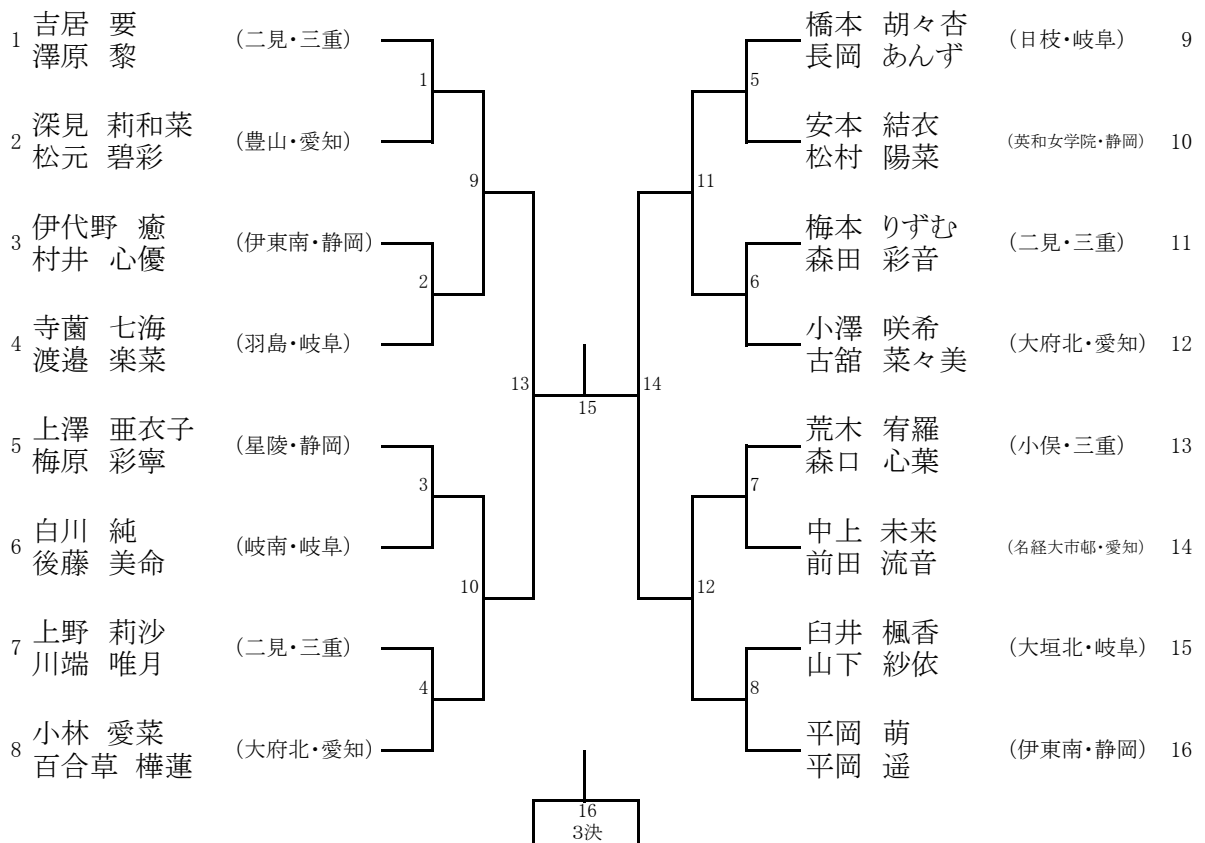 1 吉居 要 (二見・三重)
澤原 黎
2 深見 莉和菜 (豊山・愛知)
松元 碧彩
3 伊代野 癒 (伊東南・静岡)
村井 心優
4 寺薗 七海 (羽島・岐阜)
渡邉 楽菜
5 上澤 亜衣子 (星陵・静岡)
梅原 彩寧
6 白川 純 (岐南・岐阜)
後藤 美命
7 上野 莉沙 (二見・三重)
川端 唯月
8 小林 愛菜 (大府北・愛知)
百合草 樺蓮
1
2
3
4
9
10
13
15
14
11
12
5
6
7
8
16
3決
橋本 胡々杏 (日枝・岐阜) 9
長岡 あんず
安本 結衣 (英和女学院・静岡) 10
松村 陽菜
梅本 りずむ (二見・三重) 11
森田 彩音
小澤 咲希 (大府北・愛知) 12
古舘 菜々美
荒木 宥羅 (小俣・三重) 13
森口 心葉
中上 未来 (名経大市邨・愛知) 14
前田 流音
臼井 楓香 (大垣北・岐阜) 15
山下 紗依
平岡 萌 (伊東南・静岡) 16
平岡 遥